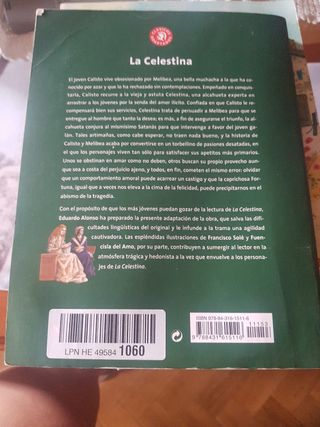 CLÁSICOS
ADAPTADOS
La Celestina
El joven Calisto vive obsesionado por Melibea, una bella muchacha a la que ha co-
nocido por azar y que lo ha rechazado sin contemplaciones. Empeñado en conquis-
tarla, Calisto recurre a la vieja y astuta Celestina, una alcahueta experta en
arrastrar a los jóvenes por la senda del amor ilícito. Confiada en que Calisto le re-
compensará bien sus servicios, Celestina trata de persuadir a Melibea para que se
entregue al hombre que tanto la desea; es más, a fin de asegurarse el triunfo, la al-
cahueta conjura al mismísimo Satanás para que intervenga a favor del joven ga-
lán. Tales artimañas, como cabe esperar, no traen nada bueno, y la historia de
Calisto y Melibea acaba por convertirse en un torbellino de pasiones desatadas, en
el que los personajes viven tan sólo para satisfacer sus apetitos más primarios.
Unos se obstinan en amar como no deben, otros buscan su propio provecho aun-
que sea a costa del perjuicio ajeno, y todos, en fin, cometen el mismo error: olvidar
que un comportamiento amoral puede acarrear un castigo y que la caprichosa For-
tuna, igual que a veces nos eleva a la cima de la felicidad, puede precipitarnos en el
abismo de la tragedia.
Con el propósito de que los más jóvenes puedan gozar de la lectura de La Celestina,
Eduardo Alonso ha preparado la presente adaptación de la obra, que salva las difi-
cultades lingüísticas del original y le infunde a la trama una agilidad
cautivadora. Las espléndidas ilustraciones de Francisco Solé y Fuen-
cisla del Amo, por su parte, contribuyen a sumergir al lector en la
atmósfera trágica y hedonista a la vez que envuelve a los persona-
jes de La Celestina.
LPN HE 49584 1060
ISBN 978-84-316-1511-6
11153
9 788431 615116